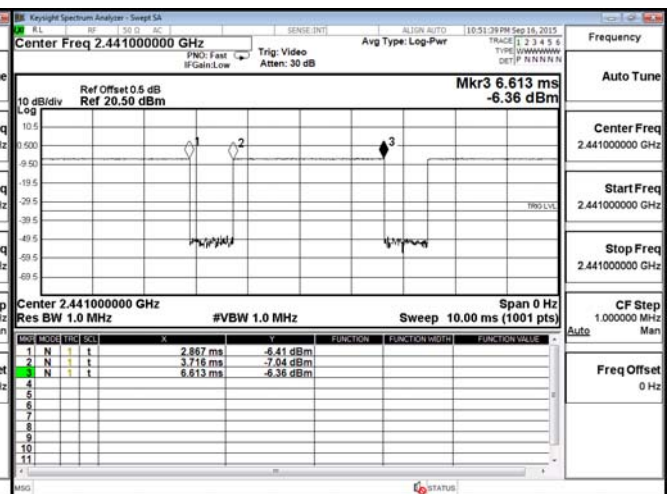 Keysight Spectrum Analyzer - Swept SA
RL RF 50 Ω AC SENSE:INT ALIGN AUTO 10:51:39 PM Sep 16, 2015
Center Freq 2.441000000 GHz
PNO: Fast
IFGain:Low
Trig: Video
Atten: 30 dB
Avg Type: Log-Pwr
TRACE 1 2 3 4 5 6
TYPE WWWWWW
DET P N N N N N
Ref Offset 0.5 dB
10 dB/div Ref 20.50 dBm
Mkr3 6.613 ms
-6.36 dBm
Log
10.5
0.500
-9.50
-19.5
-29.5
-39.5
-49.5
-59.5
-69.5
1
2
3
TRIG LVL
Center 2.441000000 GHz Span 0 Hz
Res BW 1.0 MHz #VBW 1.0 MHz Sweep 10.00 ms (1001 pts)
MKR MODE TRC SCL X Y FUNCTION FUNCTION WIDTH FUNCTION VALUE
1 N 1 t 2.867 ms -6.41 dBm
2 N 1 t 3.716 ms -7.04 dBm
3 N 1 t 6.613 ms -6.36 dBm
4
5
6
7
8
9
10
11
MSG STATUS
Frequency
Auto Tune
Center Freq
2.441000000 GHz
Start Freq
2.441000000 GHz
Stop Freq
2.441000000 GHz
CF Step
1.000000 MHz
Auto Man
Freq Offset
0 Hz